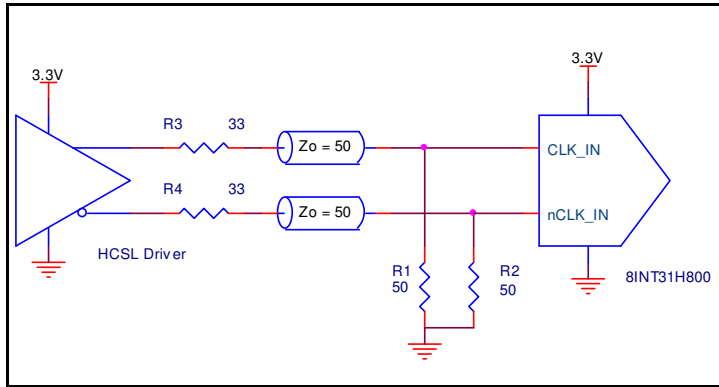 3.3V
3.3V
R3 33
Zo = 50
CLK_IN
R4 33
Zo = 50
nCLK_IN
HCSL Driver
R1
50
R2
50
8INT31H800